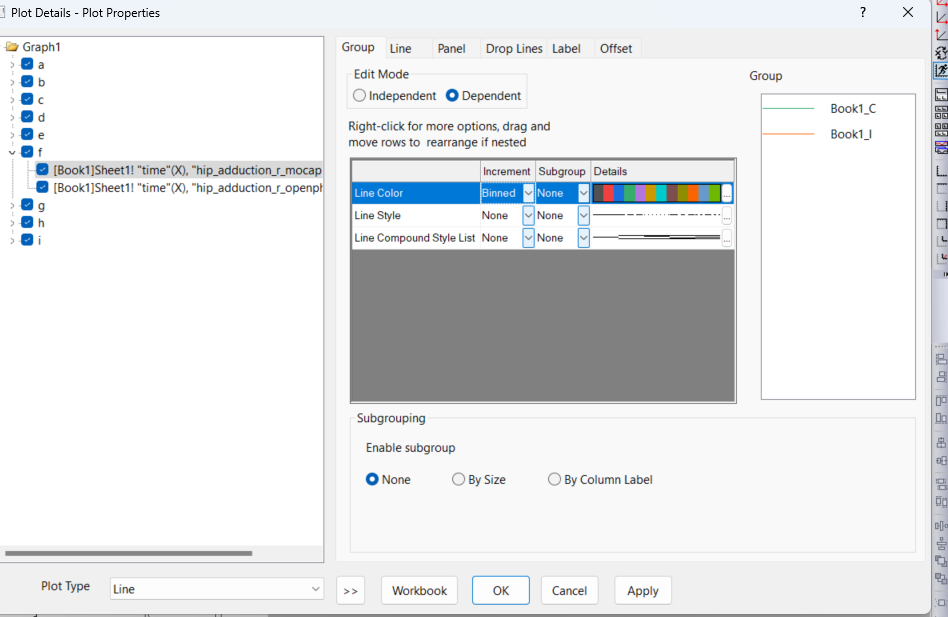 Plot Details - Plot Properties
?
Graph1
a
b
c
d
e
f
[Book1]Sheet1! "time"(X), "hip_adduction_r_mocap
[Book1]Sheet1! "time"(X), "hip_adduction_r_openph
g
h
i
Group Line Panel Drop Lines Label Offset
Edit Mode
Independent Dependent
Right-click for more options, drag and
move rows to rearrange if nested
Increment Subgroup Details
Line Color Binned None ...
Line Style None None ...
Line Compound Style List None None ...
Group
Book1_C
Book1_I
Subgrouping
Enable subgroup
None By Size By Column Label
Plot Type Line >> Workbook OK Cancel Apply